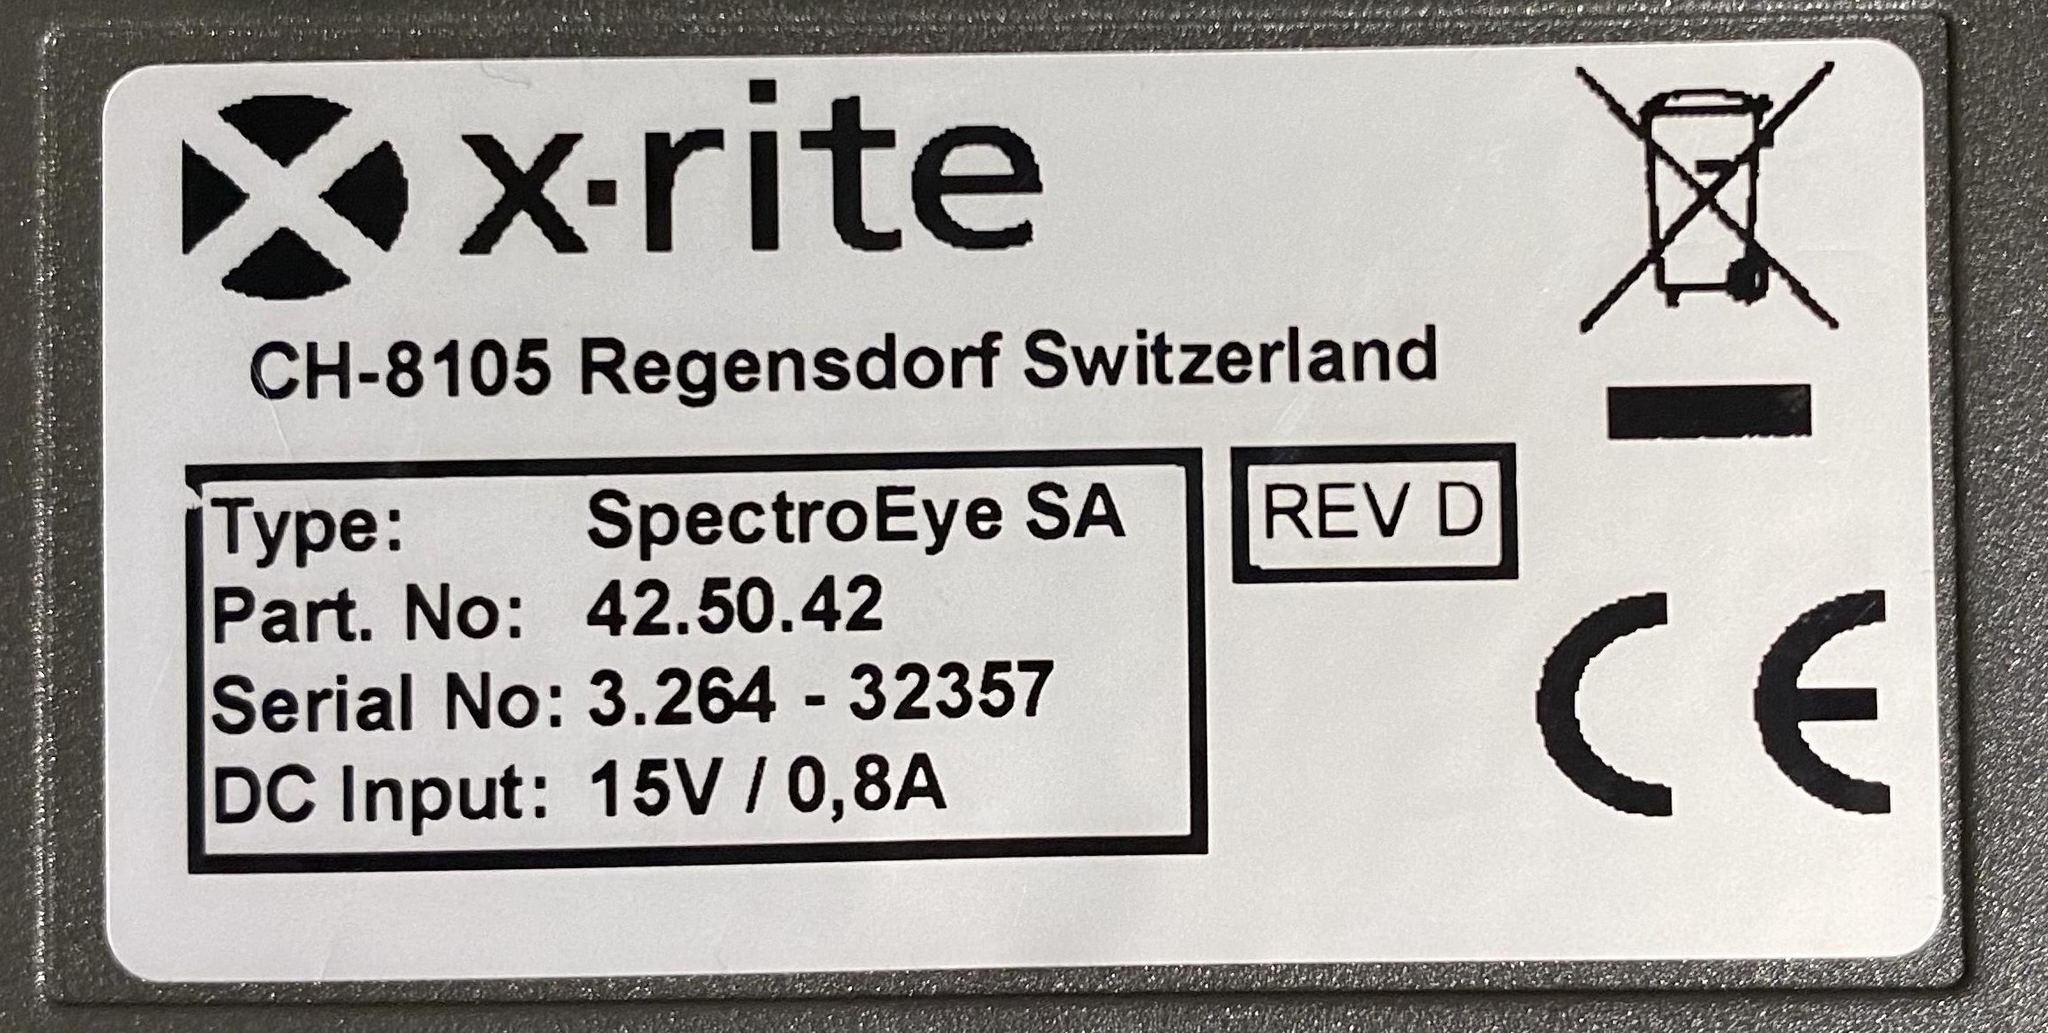 x·rite
CH-8105 Regensdorf Switzerland
Type: SpectroEye SA
REV D
Part. No: 42.50.42
Serial No: 3.264 - 32357
DC Input: 15V / 0,8A
CE